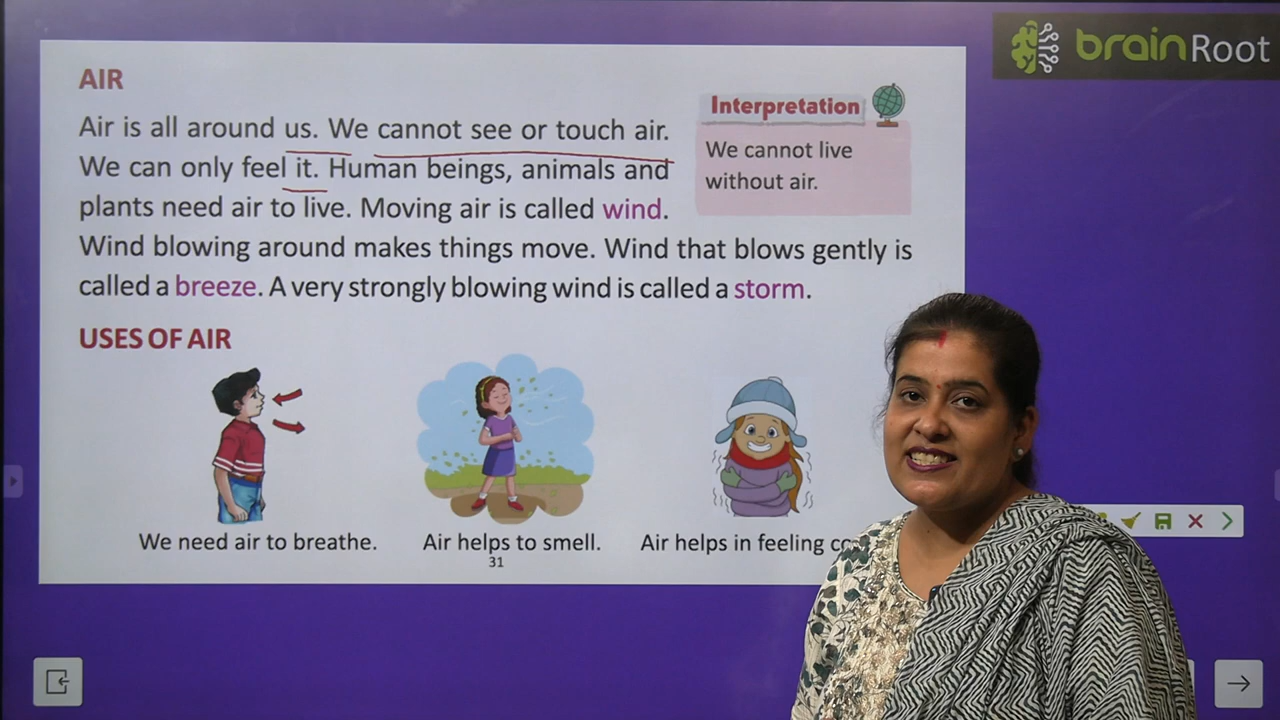 brainRoot
AIR
Air is all around us. We cannot see or touch air.
We can only feel it. Human beings, animals and
plants need air to live. Moving air is called wind.
Wind blowing around makes things move. Wind that blows gently is
called a breeze. A very strongly blowing wind is called a storm.
Interpretation
We cannot live
without air.
USES OF AIR
We need air to breathe.
Air helps to smell.
Air helps in feeling
31